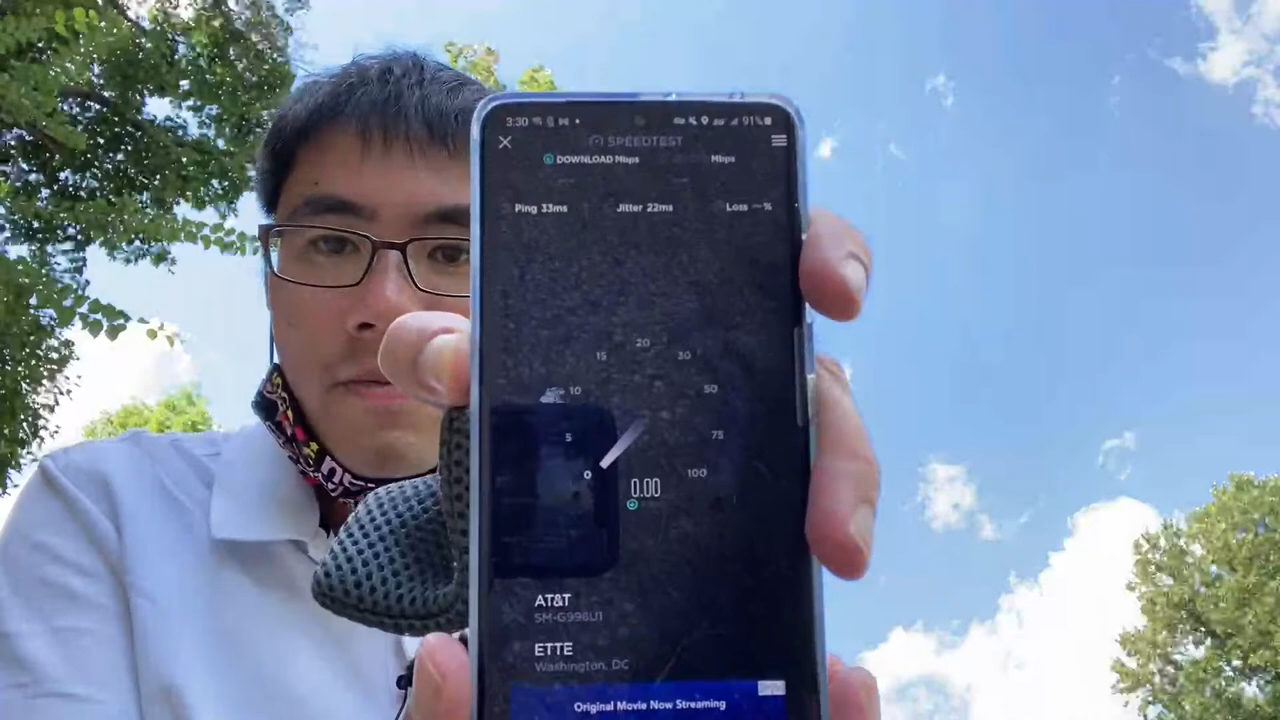 3:30 91%
SPEEDTEST
DOWNLOAD Mbps Mbps
Ping 33ms Jitter 22ms Loss —%
20
15 30
10 50
5 75
0 100
0.00
AT&T
SM-G996U1
ETTE
Washington, DC
Original Movie Now Streaming